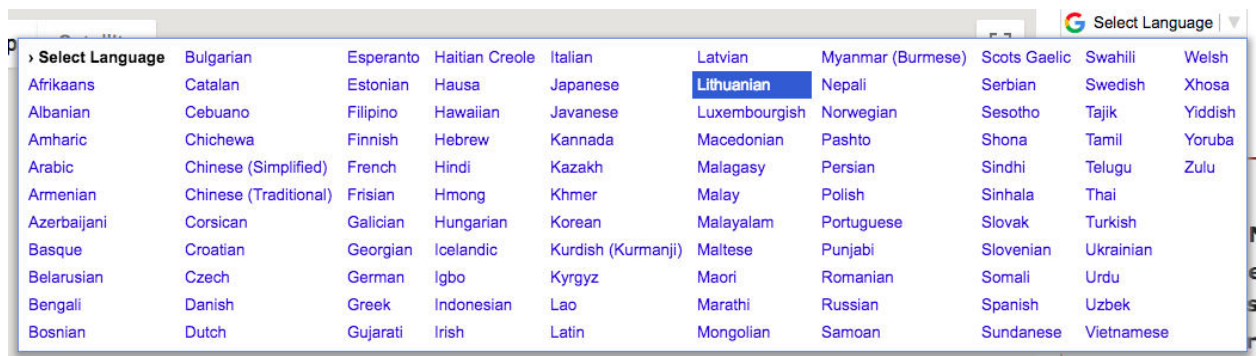 Select Language
› Select Language
Afrikaans
Albanian
Amharic
Arabic
Armenian
Azerbaijani
Basque
Belarusian
Bengali
Bosnian
Bulgarian
Catalan
Cebuano
Chichewa
Chinese (Simplified)
Chinese (Traditional)
Corsican
Croatian
Czech
Danish
Dutch
Esperanto
Estonian
Filipino
Finnish
French
Frisian
Galician
Georgian
German
Greek
Gujarati
Haitian Creole
Hausa
Hawaiian
Hebrew
Hindi
Hmong
Hungarian
Icelandic
Igbo
Indonesian
Irish
Italian
Japanese
Javanese
Kannada
Kazakh
Khmer
Korean
Kurdish (Kurmanji)
Kyrgyz
Lao
Latin
Latvian
Lithuanian
Luxembourgish
Macedonian
Malagasy
Malay
Malayalam
Maltese
Maori
Marathi
Mongolian
Myanmar (Burmese)
Nepali
Norwegian
Pashto
Persian
Polish
Portuguese
Punjabi
Romanian
Russian
Samoan
Scots Gaelic
Serbian
Sesotho
Shona
Sindhi
Sinhala
Slovak
Slovenian
Somali
Spanish
Sundanese
Swahili
Swedish
Tajik
Tamil
Telugu
Thai
Turkish
Ukrainian
Urdu
Uzbek
Vietnamese
Welsh
Xhosa
Yiddish
Yoruba
Zulu